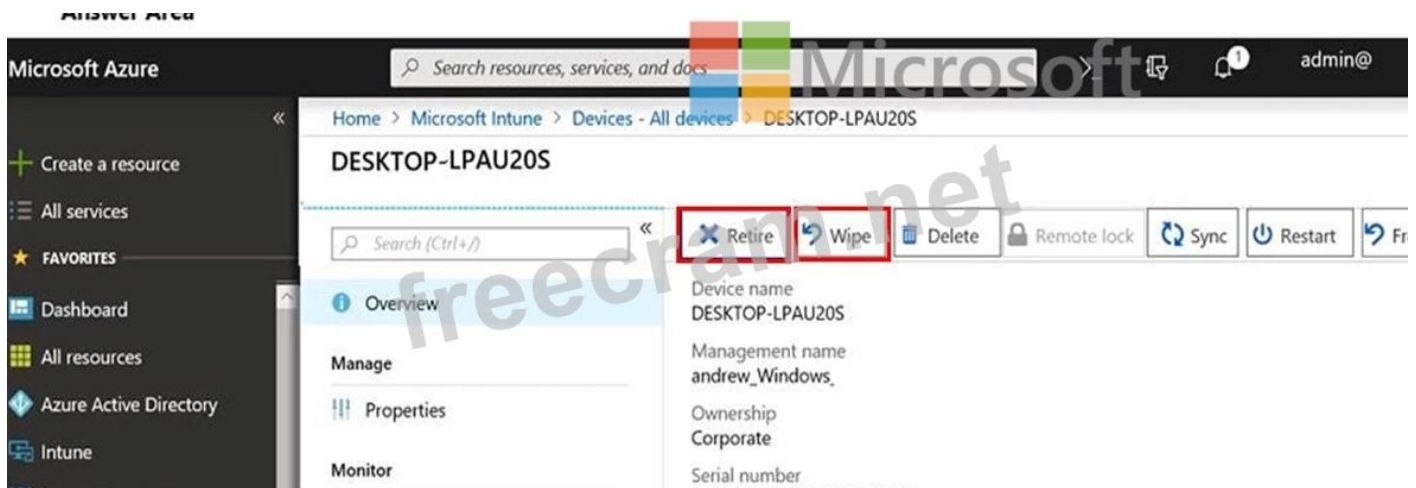 Answer Area
Microsoft
Microsoft Azure
Search resources, services, and docs
1
admin@
Home > Microsoft Intune > Devices - All devices > DESKTOP-LPAU20S
DESKTOP-LPAU20S
Create a resource
All services
FAVORITES
Dashboard
All resources
Azure Active Directory
Intune
Search (Ctrl+/)
Overview
Manage
Properties
Monitor
Retire
Wipe
Delete
Remote lock
Sync
Restart
Fr
Device name
DESKTOP-LPAU20S
Management name
andrew_Windows_
Ownership
Corporate
Serial number
freecram.net